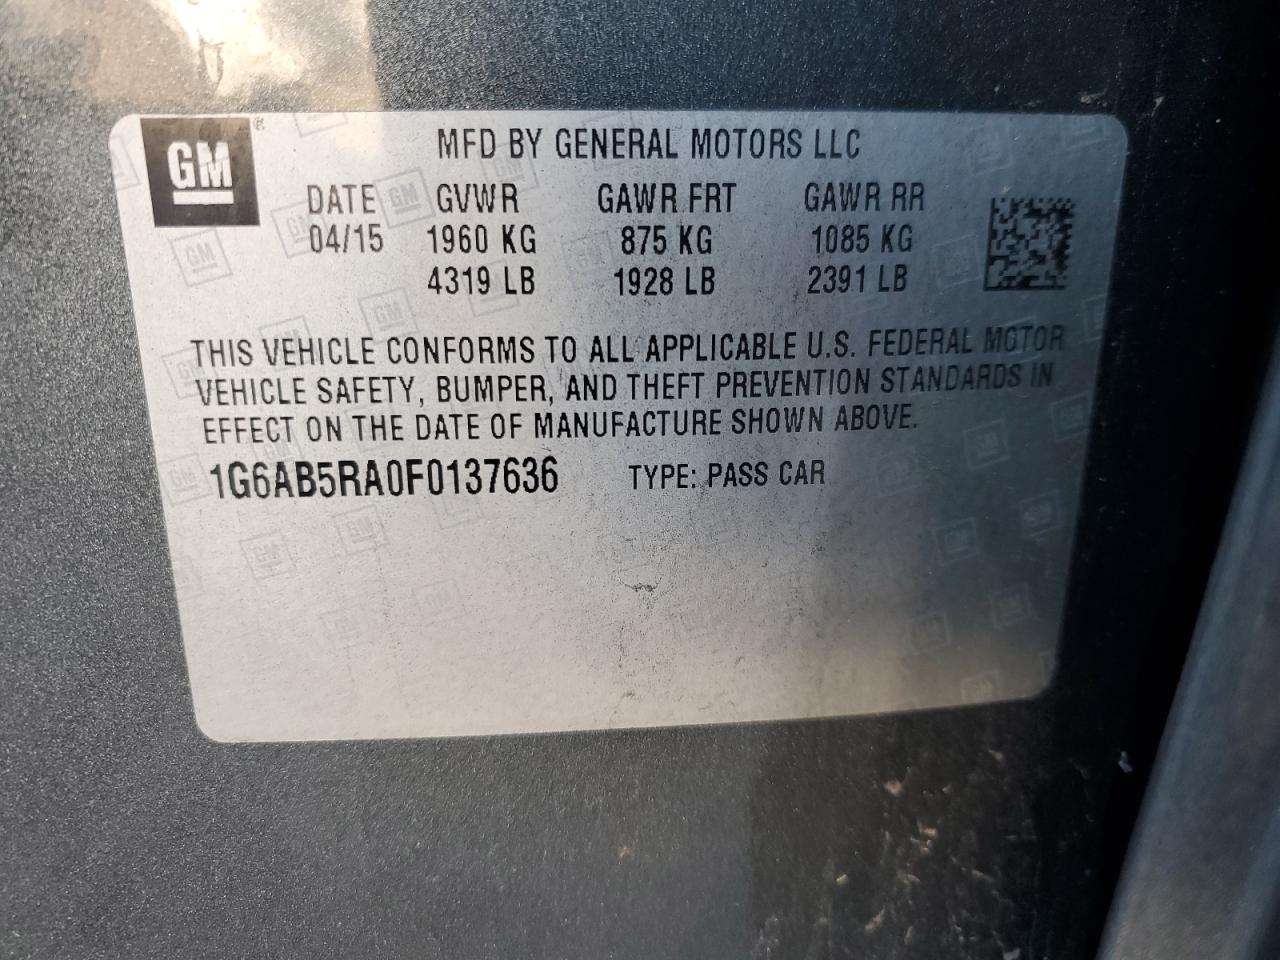 GM ®
MFD BY GENERAL MOTORS LLC
DATE GVWR GAWR FRT GAWR RR
04/15 1960 KG 875 KG 1085 KG
4319 LB 1928 LB 2391 LB
THIS VEHICLE CONFORMS TO ALL APPLICABLE U.S. FEDERAL MOTOR
VEHICLE SAFETY, BUMPER, AND THEFT PREVENTION STANDARDS IN
EFFECT ON THE DATE OF MANUFACTURE SHOWN ABOVE.
1G6AB5RA0F0137636 TYPE: PASS CAR